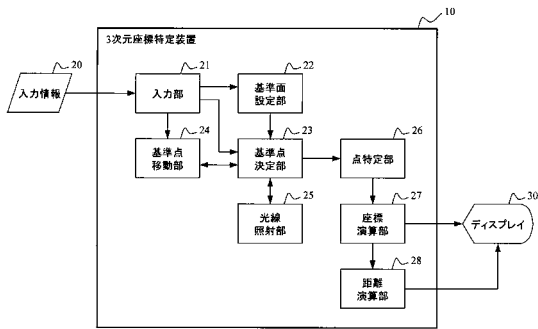 10
3次元座標特定装置
20
入力情報
21
入力部
22
基準面
設定部
24
基準点
移動部
23
基準点
決定部
26
点特定部
25
光線
照射部
27
座標
演算部
30
ディスプレイ
28
距離
演算部